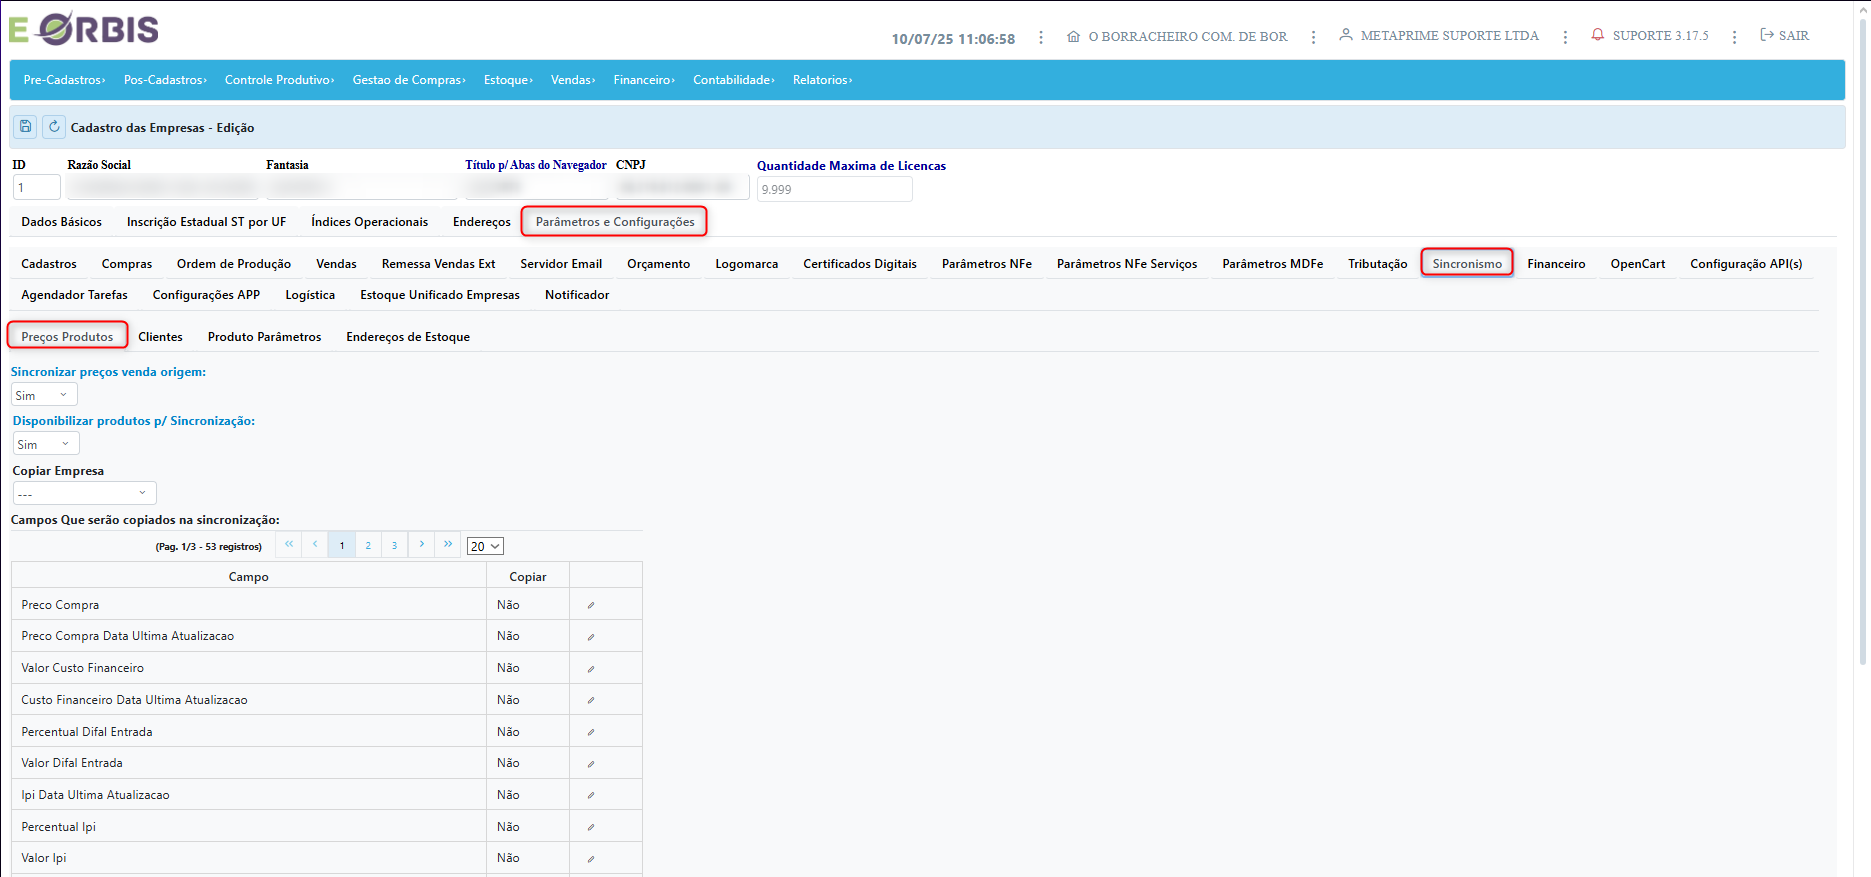 E ORBIS
10/07/25 11:06:58
O BORRACHEIRO COM. DE BOR
METAPRIME SUPORTE LTDA
SUPORTE 3.17.5
SAIR
Pre-Cadastros› Pos-Cadastros› Controle Produtivo› Gestao de Compras› Estoque› Vendas› Financeiro› Contabilidade› Relatorios›
Cadastro das Empresas - Edição
ID Razão Social Fantasia Título p/ Abas do Navegador CNPJ Quantidade Maxima de Licencas
1 9.999
Dados Básicos Inscrição Estadual ST por UF Índices Operacionais Endereços Parâmetros e Configurações
Cadastros Compras Ordem de Produção Vendas Remessa Vendas Ext Servidor Email Orçamento Logomarca Certificados Digitais Parâmetros NFe Parâmetros NFe Serviços Parâmetros MDFe Tributação Sincronismo Financeiro OpenCart Configuração API(s)
Agendador Tarefas Configurações APP Logística Estoque Unificado Empresas Notificador
Preços Produtos Clientes Produto Parâmetros Endereços de Estoque
Sincronizar preços venda origem:
Sim
Disponibilizar produtos p/ Sincronização:
Sim
Copiar Empresa
---
Campos Que serão copiados na sincronização:
(Pag. 1/3 - 53 registros) « ‹ 1 2 3 › » 20
Campo Copiar
Preco Compra Não
Preco Compra Data Ultima Atualizacao Não
Valor Custo Financeiro Não
Custo Financeiro Data Ultima Atualizacao Não
Percentual Difal Entrada Não
Valor Difal Entrada Não
Ipi Data Ultima Atualizacao Não
Percentual Ipi Não
Valor Ipi Não